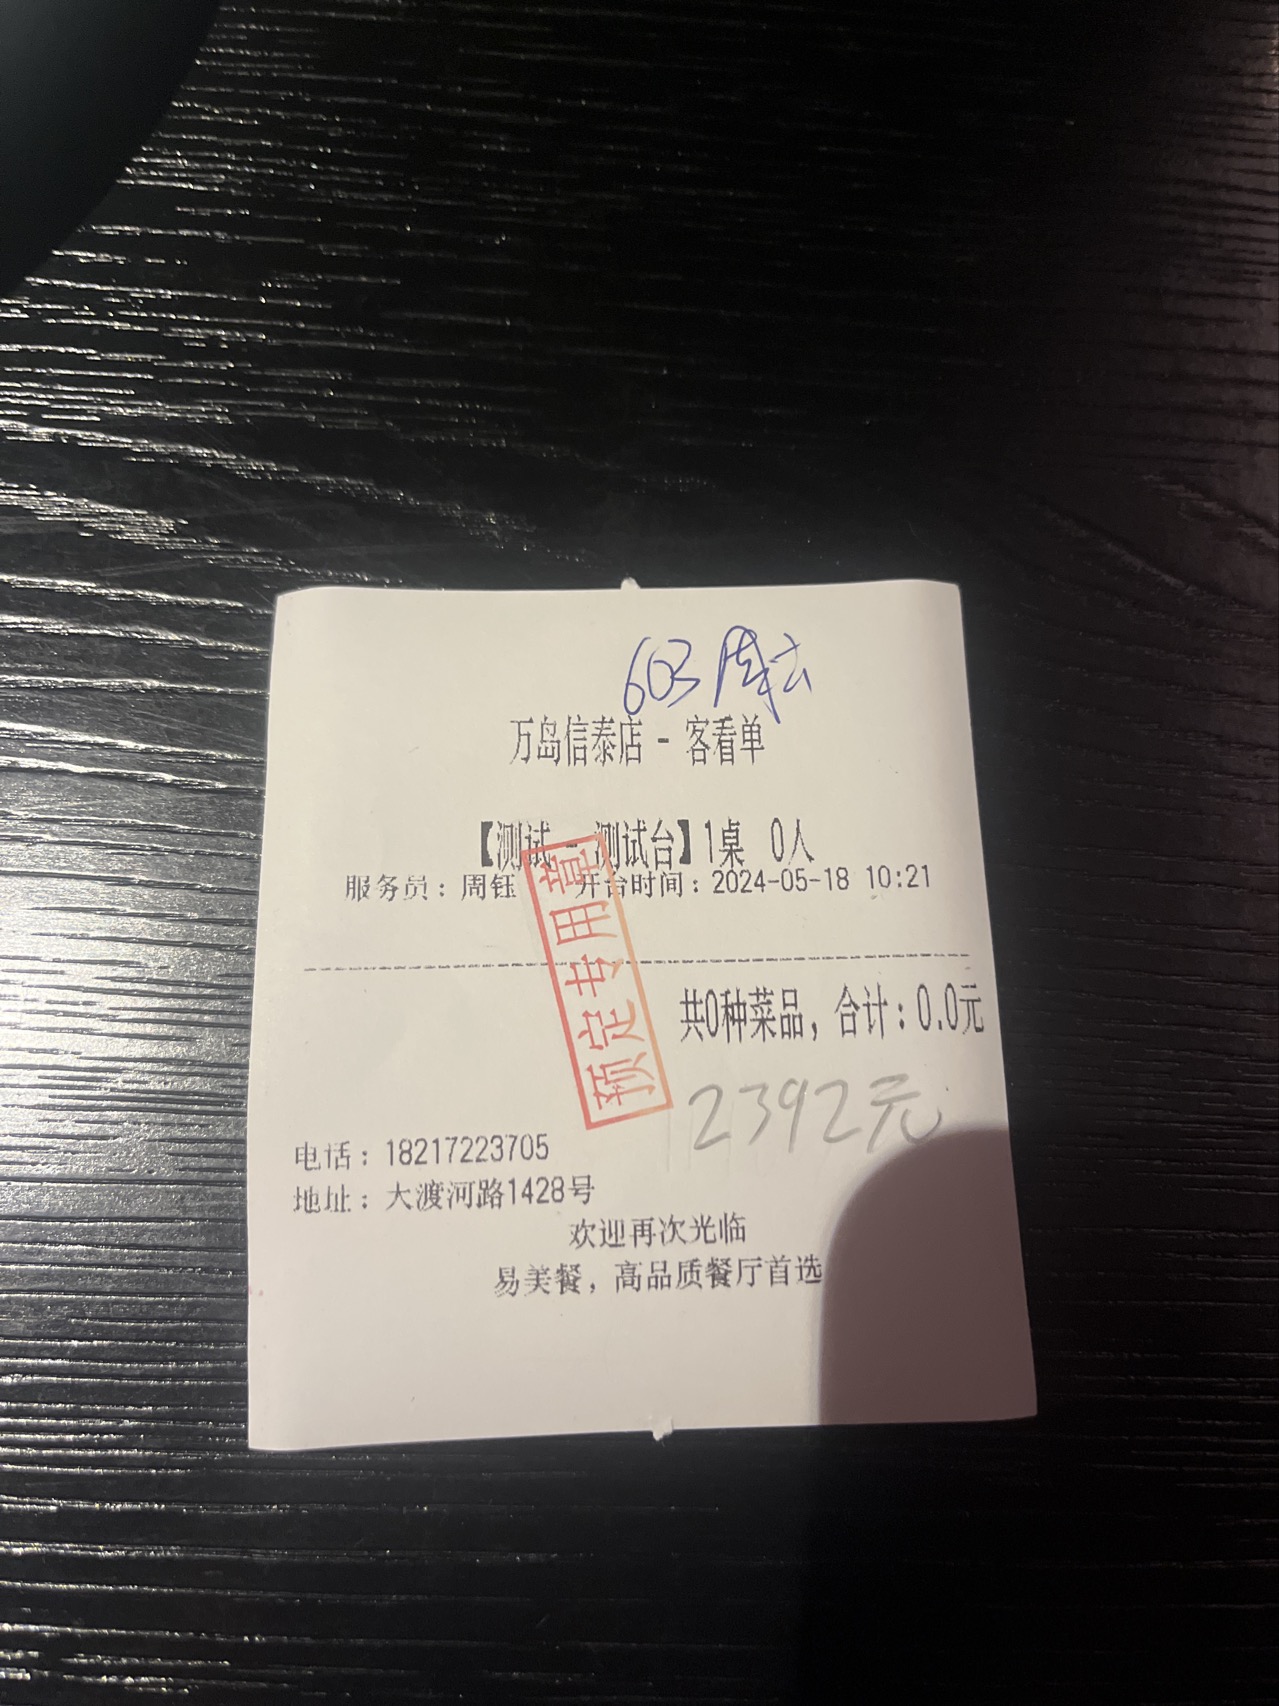 603
万岛信泰店 - 客看单
【测试 - 测试台】1桌 0人
服务员：周钰 开台时间：2024-05-18 10:21
预定专用章
共0种菜品，合计：0.0元
2392元
电话：18217223705
地址：大渡河路1428号
欢迎再次光临
易美餐，高品质餐厅首选